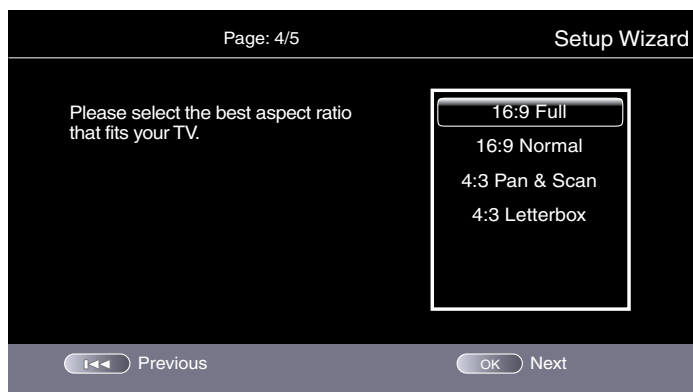 Page: 4/5
Setup Wizard
Please select the best aspect ratio
that fits your TV.
16:9 Full
16:9 Normal
4:3 Pan & Scan
4:3 Letterbox
Previous
OK Next